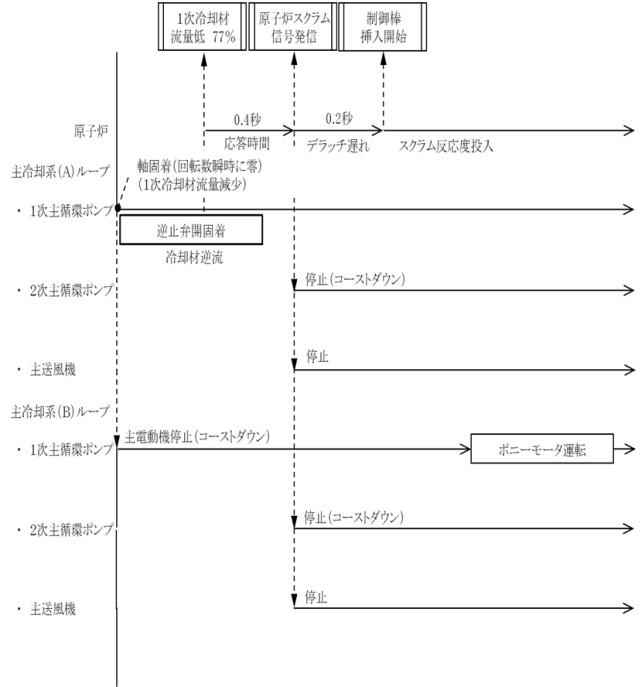 1次冷却材
流量低 77%
原子炉スクラム
信号発信
制御棒
挿入開始
0.4秒
0.2秒
原子炉
応答時間
デラッチ遅れ
スクラム反応度投入
主冷却系(A)ループ
軸固着(回転数瞬時に零)
(1次冷却材流量減少)
・ 1次主循環ポンプ
逆止弁開固着
冷却材逆流
・ 2次主循環ポンプ
停止(コーストダウン)
・ 主送風機
停止
主冷却系(B)ループ
主電動機停止(コーストダウン)
・ 1次主循環ポンプ
ポニーモータ運転
・ 2次主循環ポンプ
停止(コーストダウン)
・ 主送風機
停止